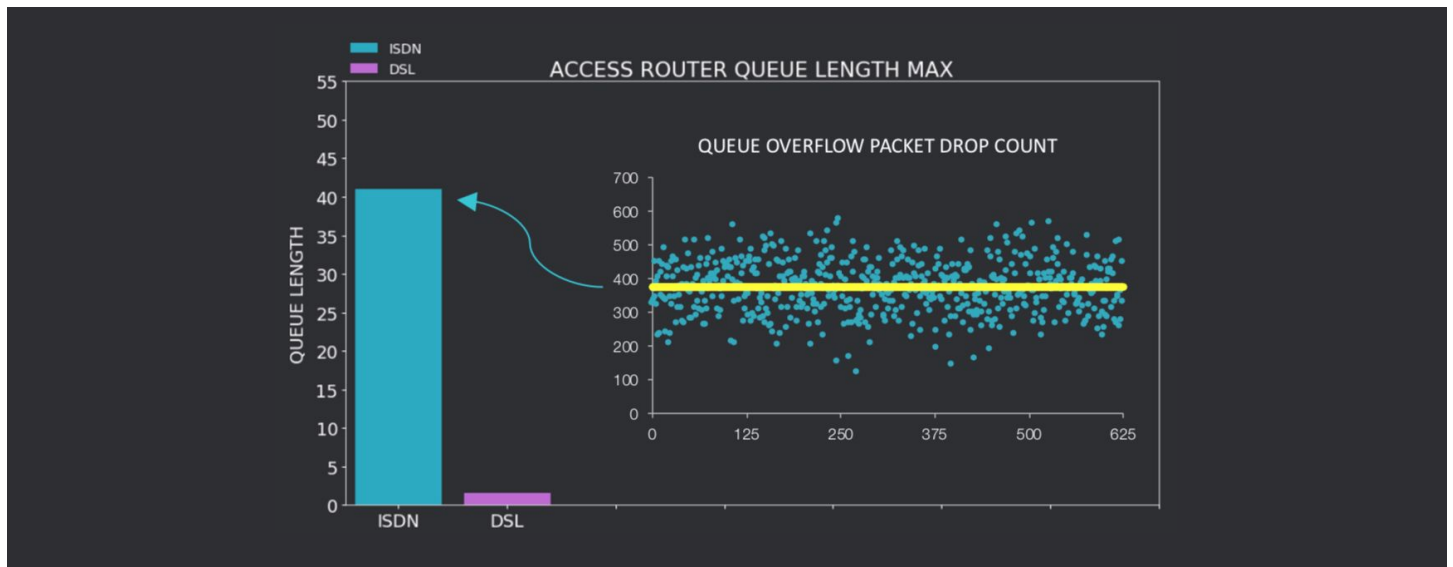 ISDN
DSL
ACCESS ROUTER QUEUE LENGTH MAX
55
50
45
40
35
30
25
20
15
10
5
0
QUEUE LENGTH
ISDN
DSL
QUEUE OVERFLOW PACKET DROP COUNT
700
600
500
400
300
200
100
0
0 125 250 375 500 625